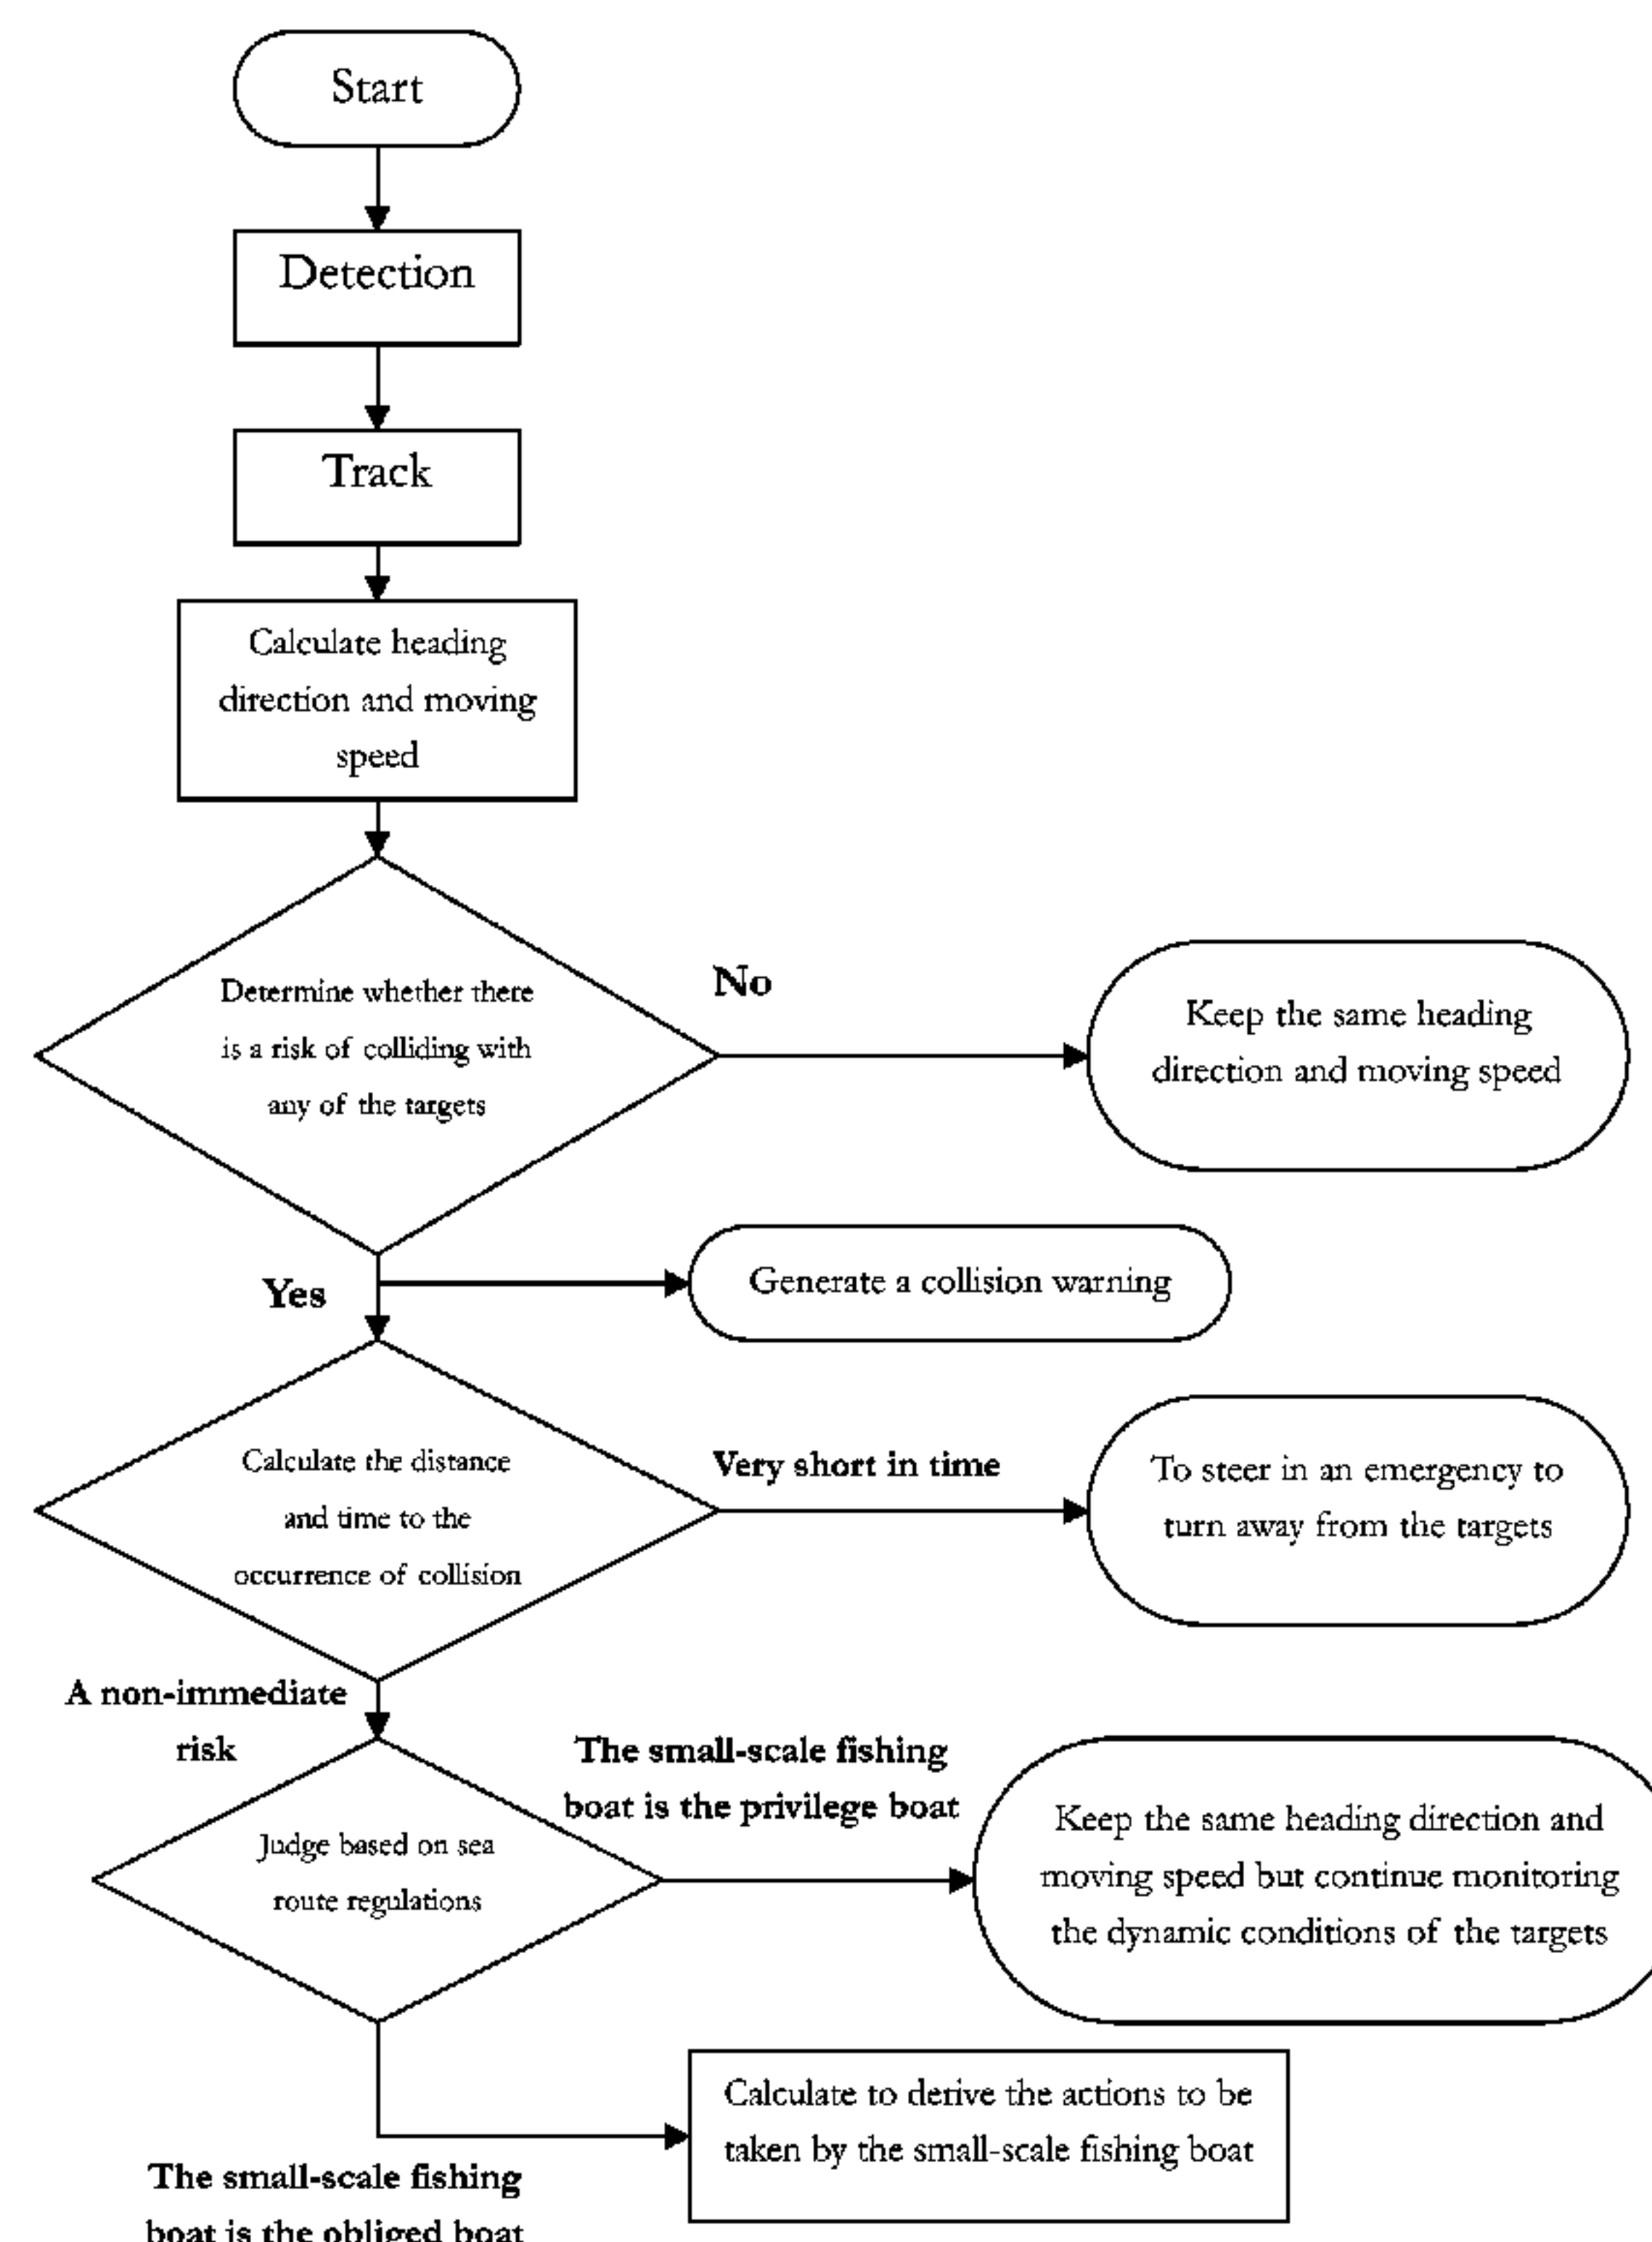 Start
Detection
Track
Calculate heading
direction and moving
speed
Determine whether there
is a risk of colliding with
any of the targets
No
Keep the same heading
direction and moving speed
Yes
Generate a collision warning
Calculate the distance
and time to the
occurrence of collision
Very short in time
To steer in an emergency to
turn away from the targets
A non-immediate
risk
Judge based on sea
route regulations
The small-scale fishing
boat is the privilege boat
Keep the same heading direction and
moving speed but continue monitoring
the dynamic conditions of the targets
Calculate to derive the actions to be
taken by the small-scale fishing boat
The small-scale fishing
boat is the obliged boat